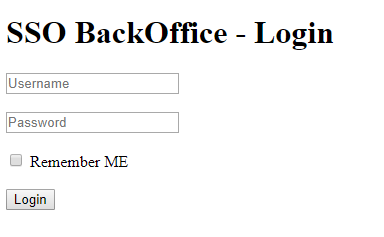 SSO BackOffice - Login
Username
Password
Remember ME
Login